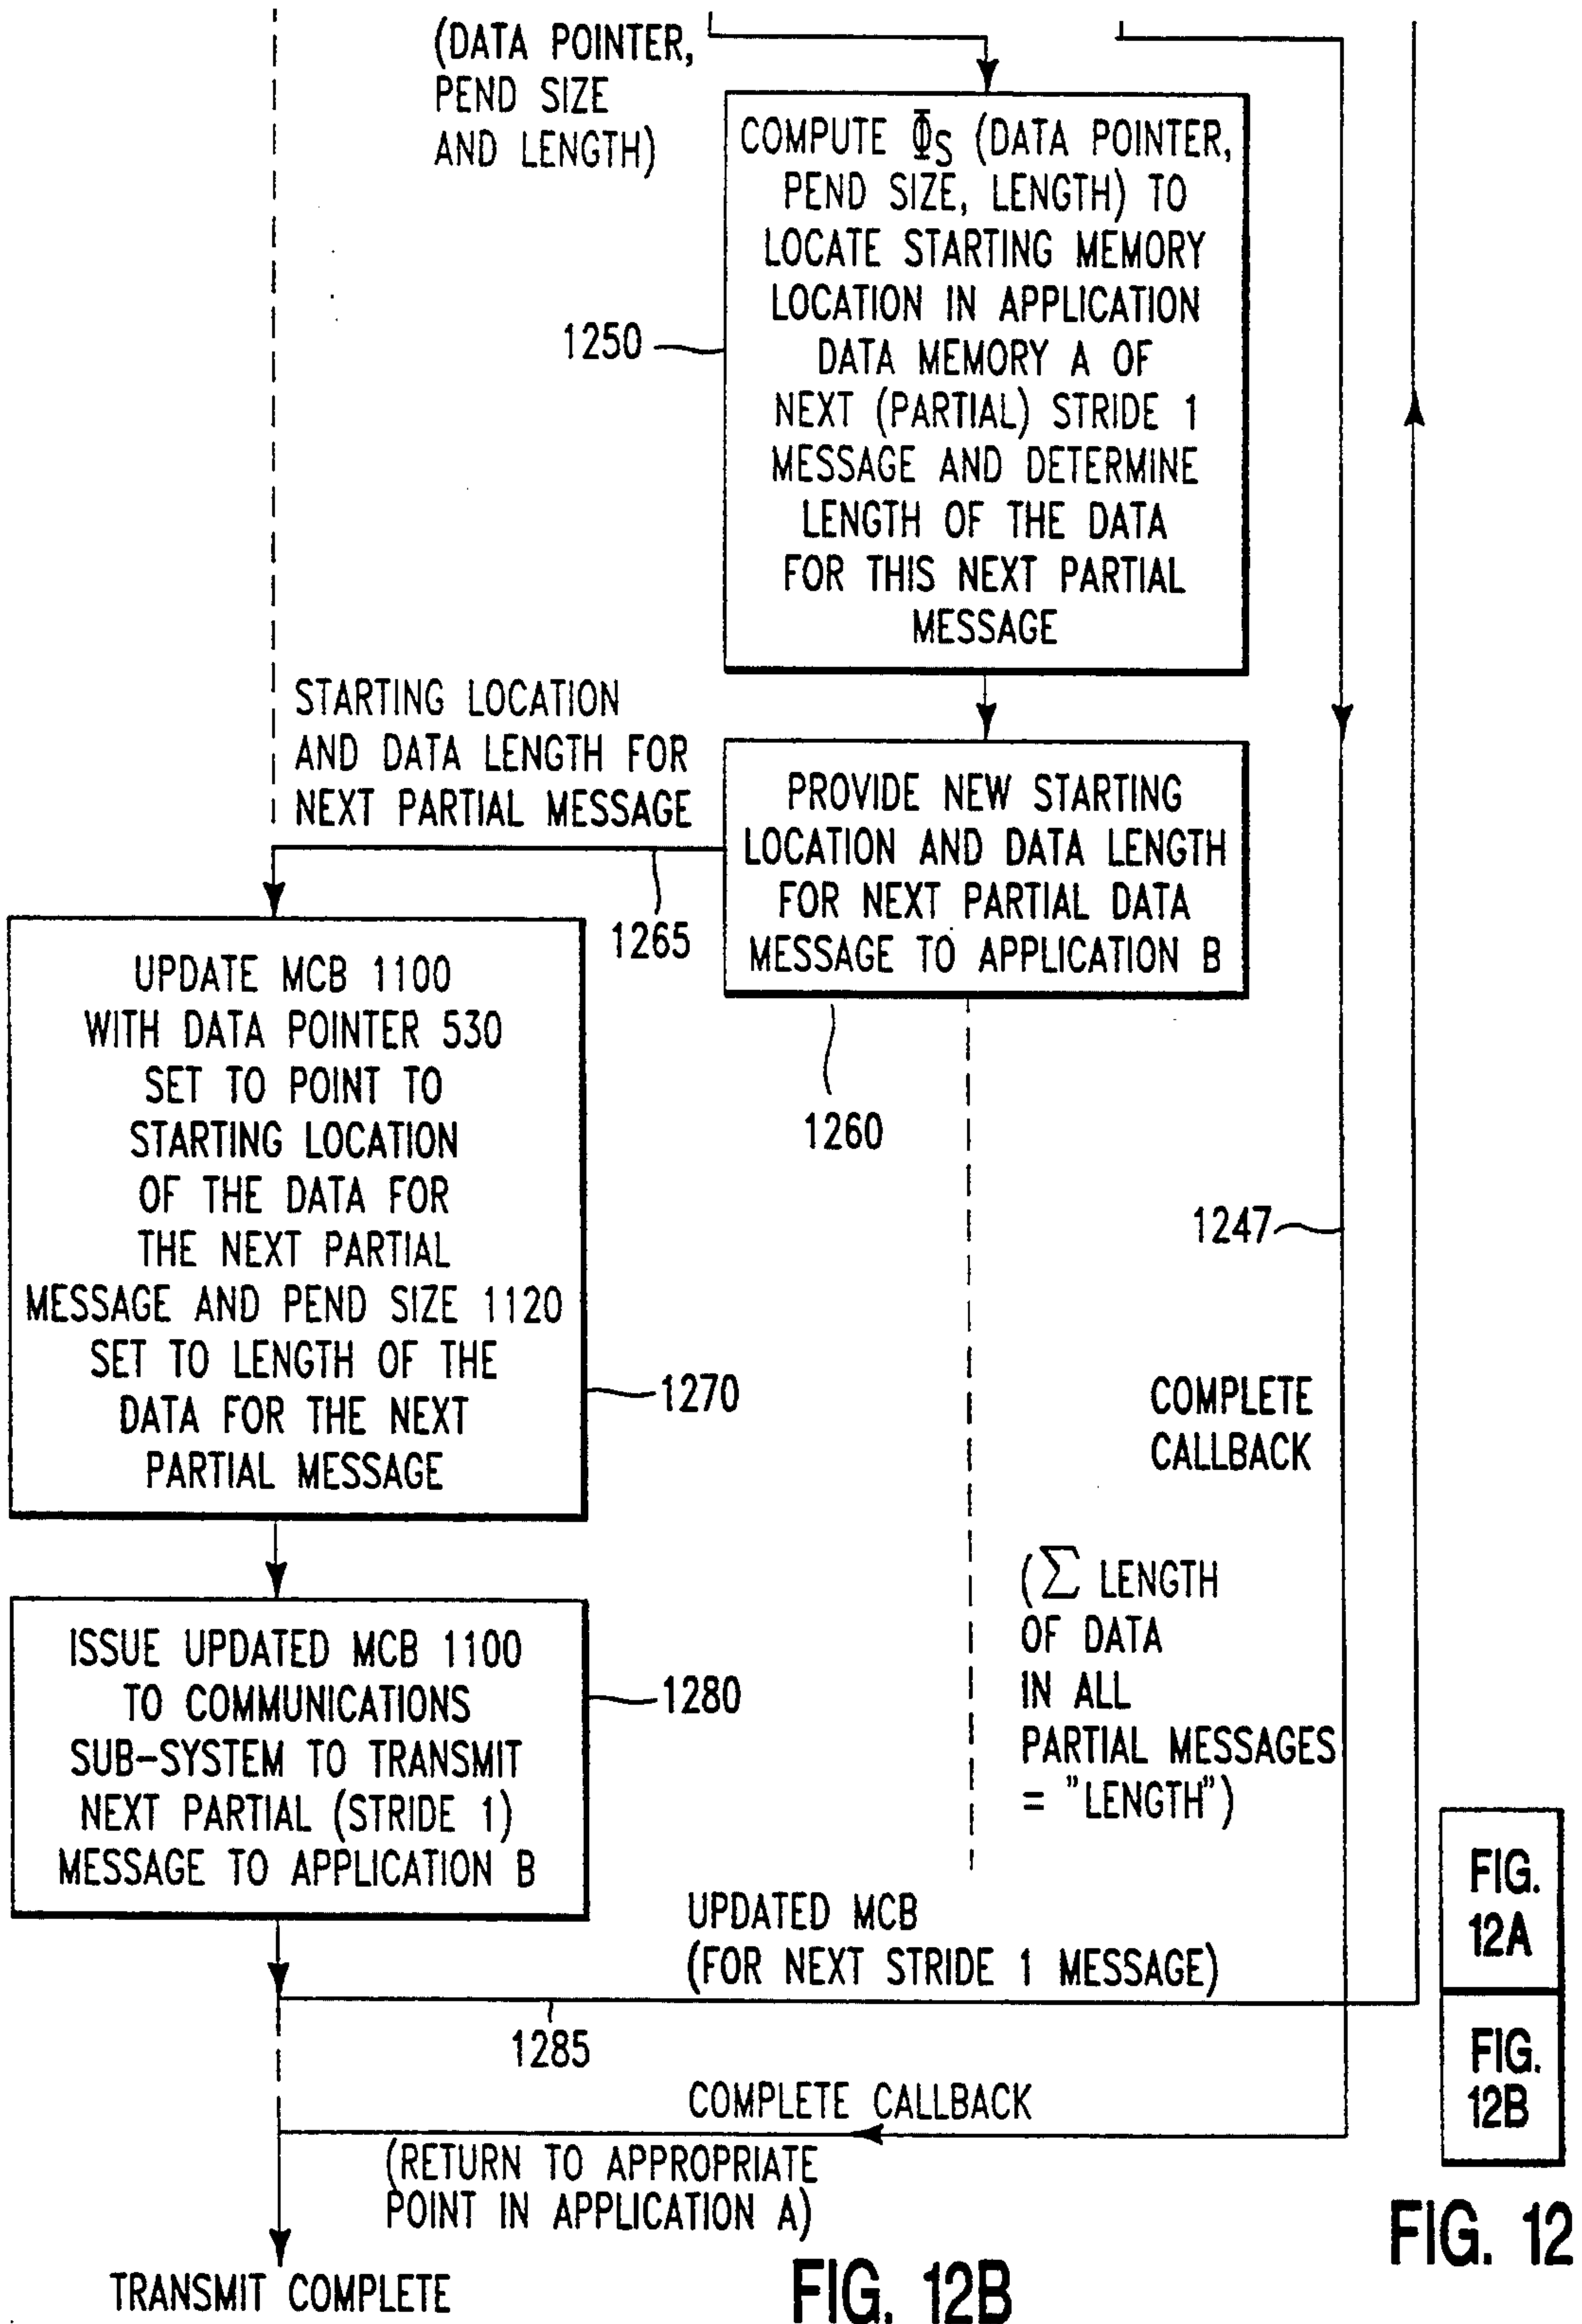 (DATA POINTER,
PEND SIZE
AND LENGTH)
COMPUTE ΦS (DATA POINTER,
PEND SIZE, LENGTH) TO
LOCATE STARTING MEMORY
LOCATION IN APPLICATION
DATA MEMORY A OF
NEXT (PARTIAL) STRIDE 1
MESSAGE AND DETERMINE
LENGTH OF THE DATA
FOR THIS NEXT PARTIAL
MESSAGE
1250
STARTING LOCATION
AND DATA LENGTH FOR
NEXT PARTIAL MESSAGE
PROVIDE NEW STARTING
LOCATION AND DATA LENGTH
FOR NEXT PARTIAL DATA
MESSAGE TO APPLICATION B
1265
1260
UPDATE MCB 1100
WITH DATA POINTER 530
SET TO POINT TO
STARTING LOCATION
OF THE DATA FOR
THE NEXT PARTIAL
MESSAGE AND PEND SIZE 1120
SET TO LENGTH OF THE
DATA FOR THE NEXT
PARTIAL MESSAGE
1270
1247
COMPLETE
CALLBACK
(Σ LENGTH
OF DATA
IN ALL
PARTIAL MESSAGES
= "LENGTH")
ISSUE UPDATED MCB 1100
TO COMMUNICATIONS
SUB-SYSTEM TO TRANSMIT
NEXT PARTIAL (STRIDE 1)
MESSAGE TO APPLICATION B
1280
UPDATED MCB
(FOR NEXT STRIDE 1 MESSAGE)
1285
COMPLETE CALLBACK
(RETURN TO APPROPRIATE
POINT IN APPLICATION A)
TRANSMIT COMPLETE
FIG. 12B
FIG.
12A
FIG.
12B
FIG. 12